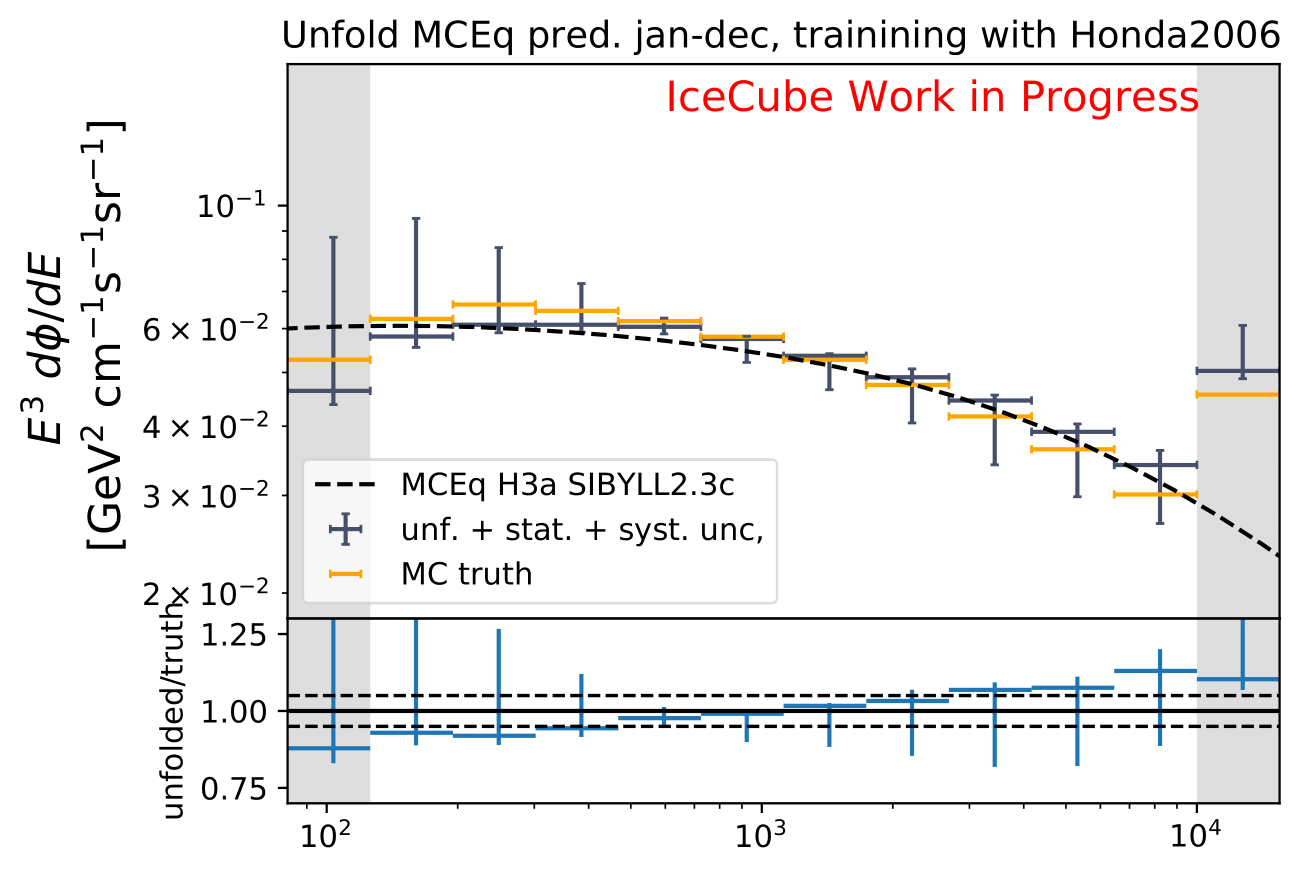 Unfold MCEq pred. jan-dec, trainining with Honda2006
IceCube Work in Progress
E³ dϕ/dE
[GeV² cm⁻¹s⁻¹sr⁻¹]
10⁻¹
6 × 10⁻²
4 × 10⁻²
3 × 10⁻²
2 × 10⁻²
MCEq H3a SIBYLL2.3c
unf. + stat. + syst. unc,
MC truth
unfolded/truth
1.25
1.00
0.75
10² 10³ 10⁴